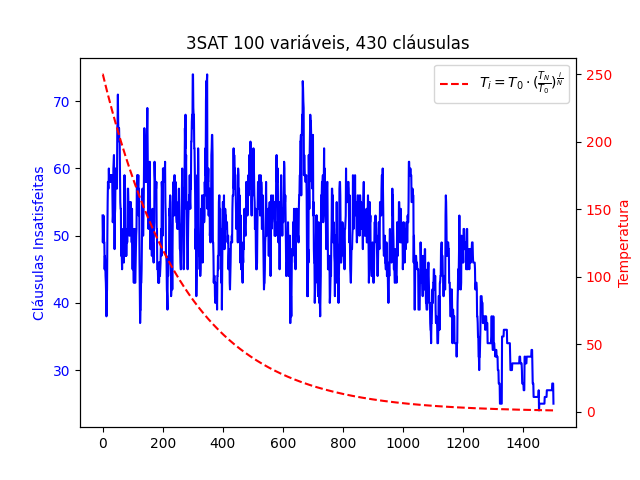 3SAT 100 variáveis, 430 cláusulas
T_i = T_0 · (T_N/T_0)^{i/N}
Cláusulas Insatisfeitas
70
60
50
40
30
250
200
150
100
50
0
Temperatura
0 200 400 600 800 1000 1200 1400